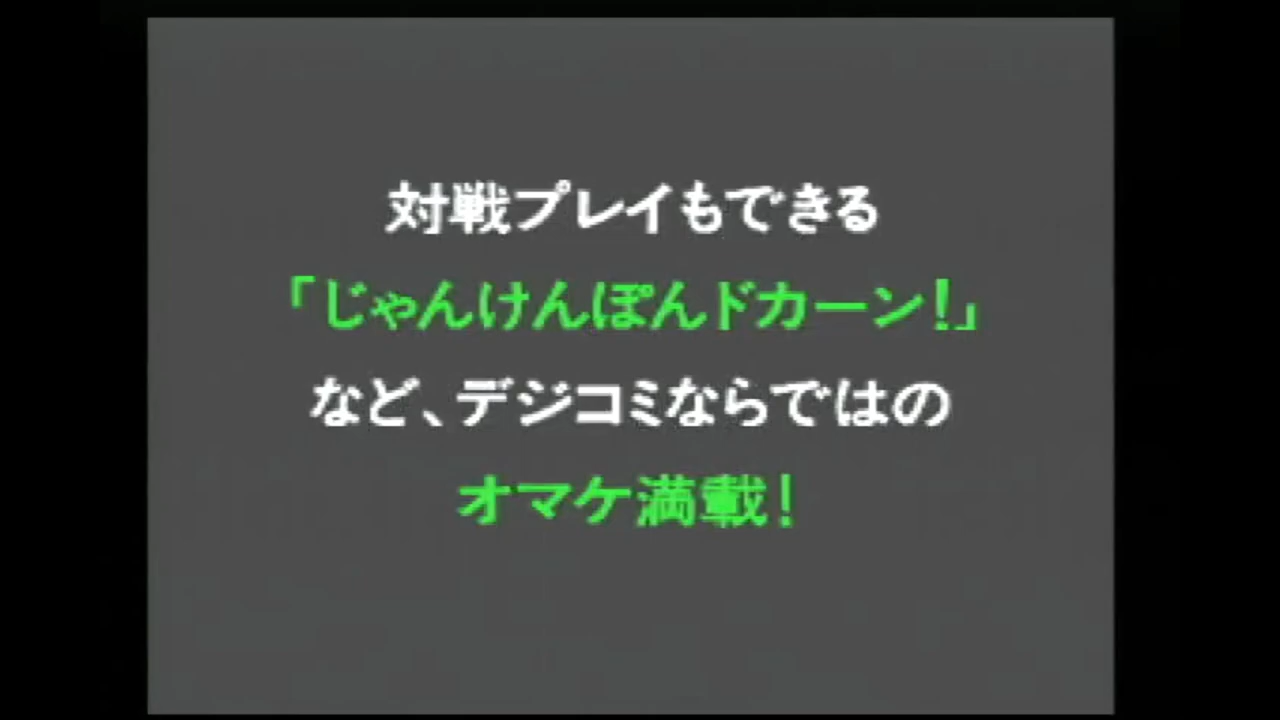 対戦プレイもできる
「じゃんけんぽんドカーン！」
など、デジコミならではの
オマケ満載！